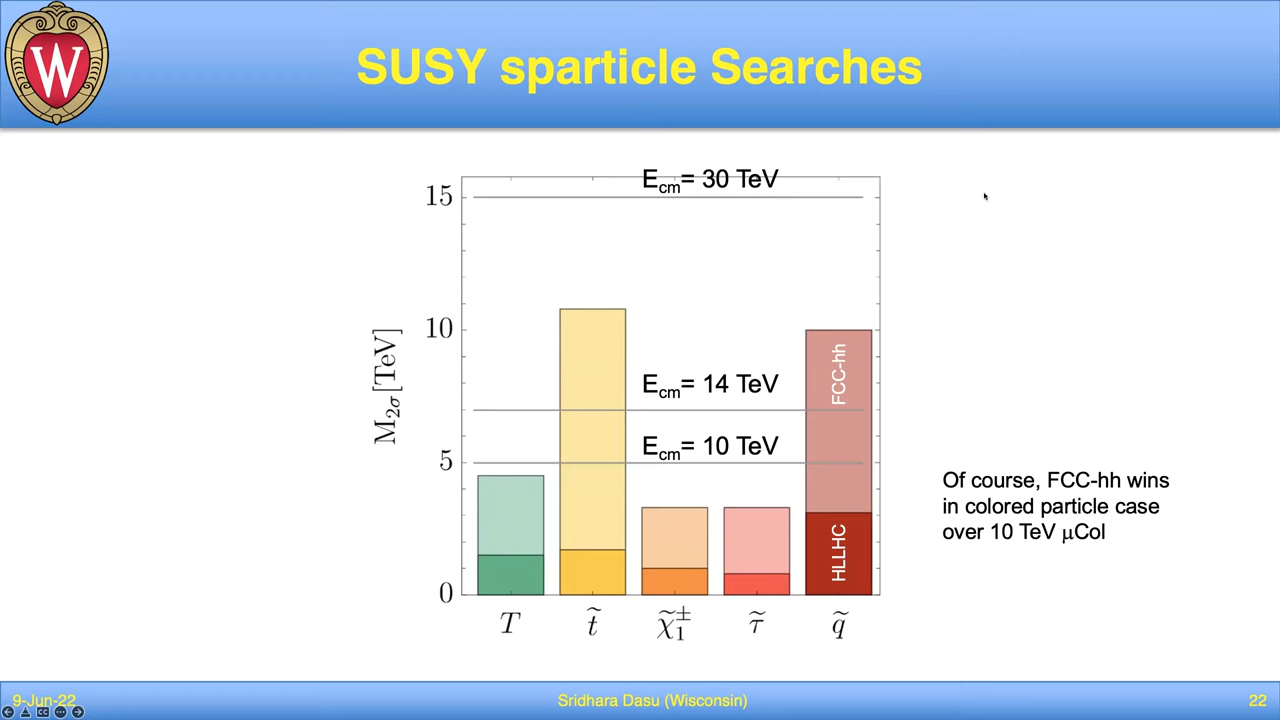 W
SUSY sparticle Searches
E_cm= 30 TeV
15
10
E_cm= 14 TeV
E_cm= 10 TeV
5
0
M_2σ [TeV]
FCC-hh
HLLHC
T
t̃
χ̃₁±
τ̃
q̃
Of course, FCC-hh wins
in colored particle case
over 10 TeV μCol
9-Jun-22
Sridhara Dasu (Wisconsin)
22